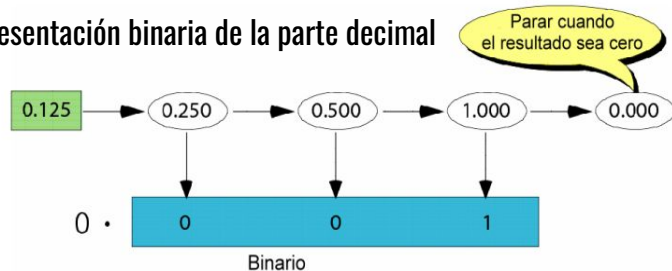 esentación binaria de la parte decimal
Parar cuando
el resultado sea cero
0.125 0.250 0.500 1.000 0.000
0 · 0 0 1
Binario